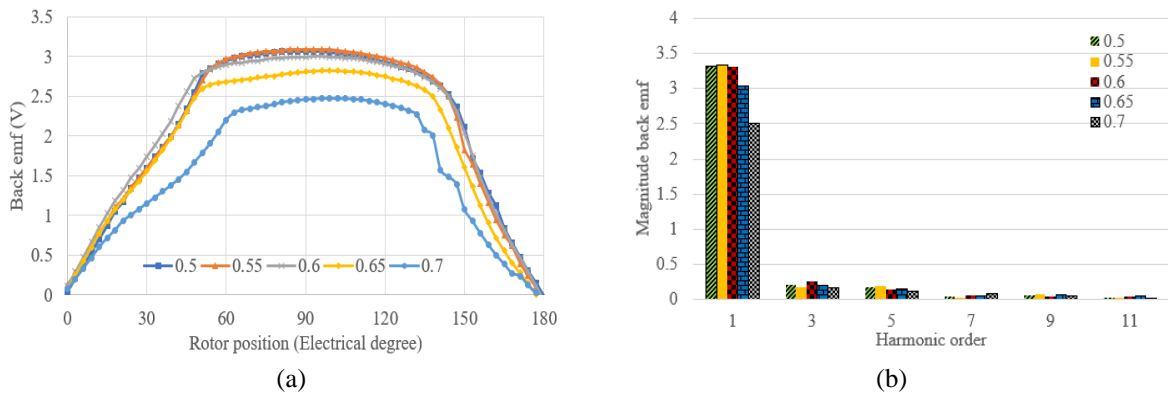 3.5
3
2.5
2
1.5
1
0.5
0
Back emf (V)
0.5 0.55 0.6 0.65 0.7
0 30 60 90 120 150 180
Rotor position (Electrical degree)
(a)
4
3.5
3
2.5
2
1.5
1
0.5
0
Magnitude back emf
0.5
0.55
0.6
0.65
0.7
1 3 5 7 9 11
Harmonic order
(b)